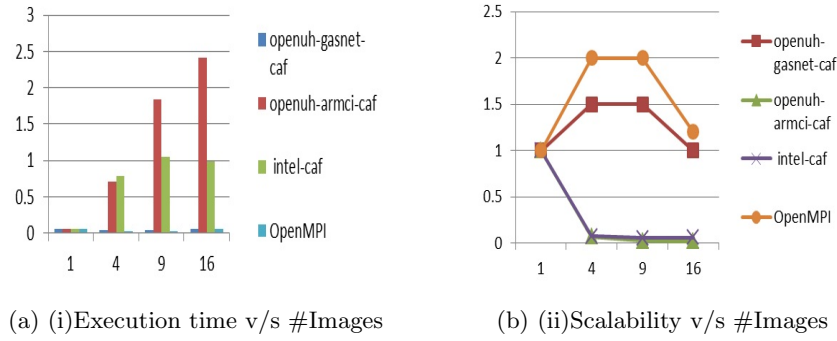 3
2.5
2
1.5
1
0.5
0
1 4 9 16
openuh-gasnet-
caf
openuh-armci-caf
intel-caf
OpenMPI
(a) (i)Execution time v/s #Images
2.5
2
1.5
1
0.5
0
1 4 9 16
openuh-
gasnet-caf
openuh-
armci-caf
intel-caf
OpenMPI
(b) (ii)Scalability v/s #Images